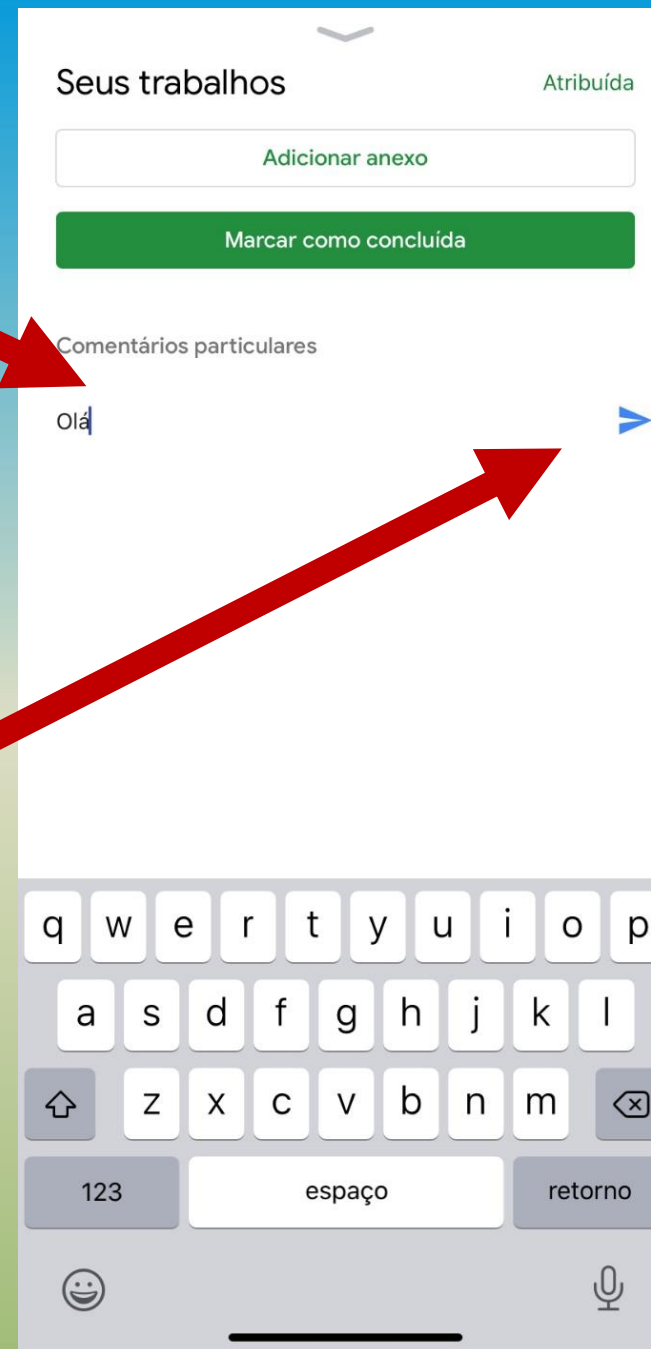 Seus trabalhos Atribuída
Adicionar anexo
Marcar como concluída
Comentários particulares
Olá
q w e r t y u i o p
a s d f g h j k l
z x c v b n m
123 espaço retorno